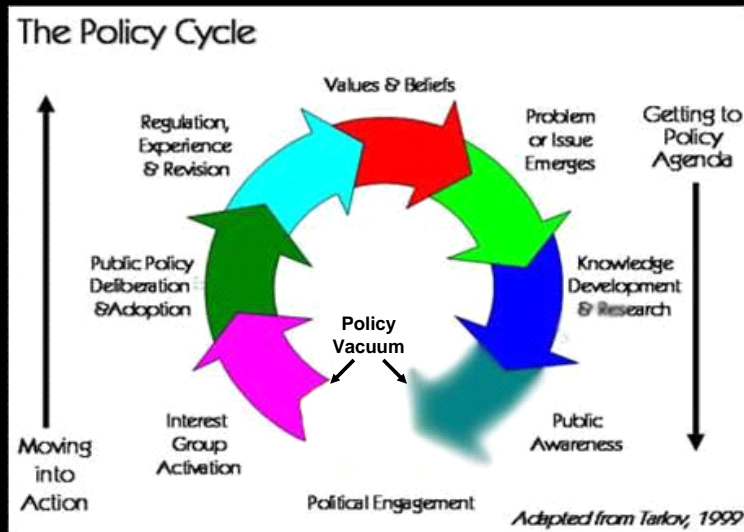 The Policy Cycle
Values & Beliefs
Problem
or Issue
Emerges
Getting to
Policy
Agenda
Knowledge
Development
& Research
Public
Awareness
Political Engagement
Interest
Group
Activation
Public Policy
Deliberation
&Adoption
Regulation,
Experience
& Revision
Policy
Vacuum
Moving
into
Action
Adapted from Tarlov, 1999